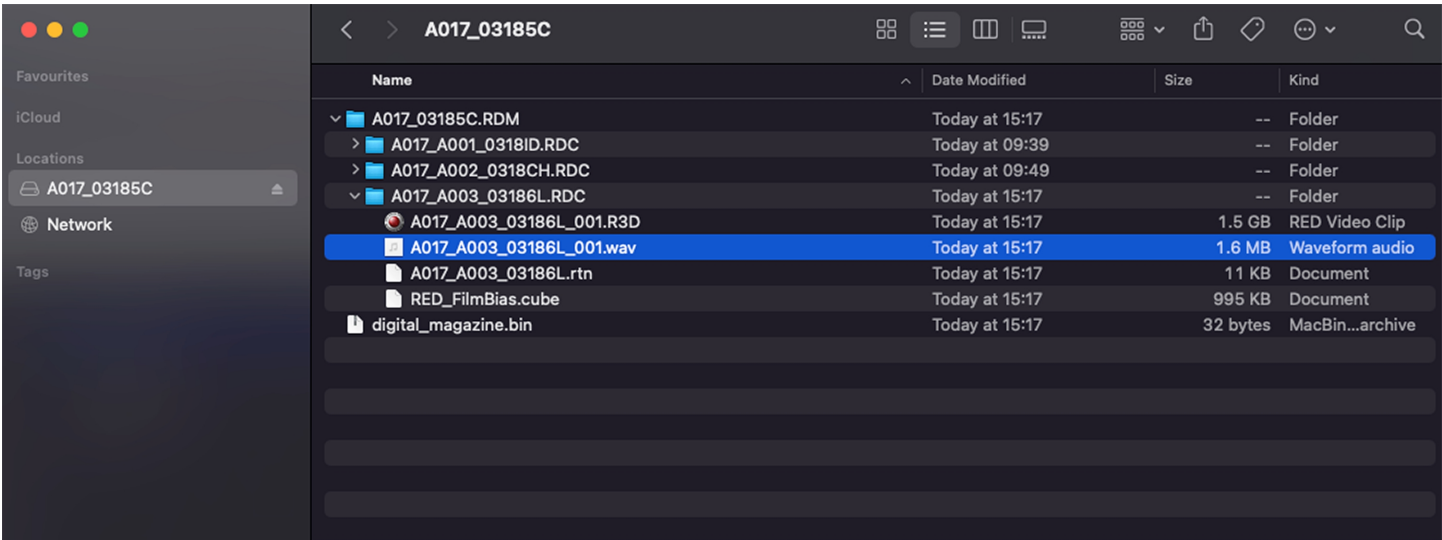 A017_03185C
Favourites
iCloud
Locations
A017_03185C
Network
Tags
Name Date Modified Size Kind
A017_03185C.RDM Today at 15:17 -- Folder
A017_A001_0318ID.RDC Today at 09:39 -- Folder
A017_A002_0318CH.RDC Today at 09:49 -- Folder
A017_A003_03186L.RDC Today at 15:17 -- Folder
A017_A003_03186L_001.R3D Today at 15:17 1.5 GB RED Video Clip
A017_A003_03186L_001.wav Today at 15:17 1.6 MB Waveform audio
A017_A003_03186L.rtn Today at 15:17 11 KB Document
RED_FilmBias.cube Today at 15:17 995 KB Document
digital_magazine.bin Today at 15:17 32 bytes MacBin...archive